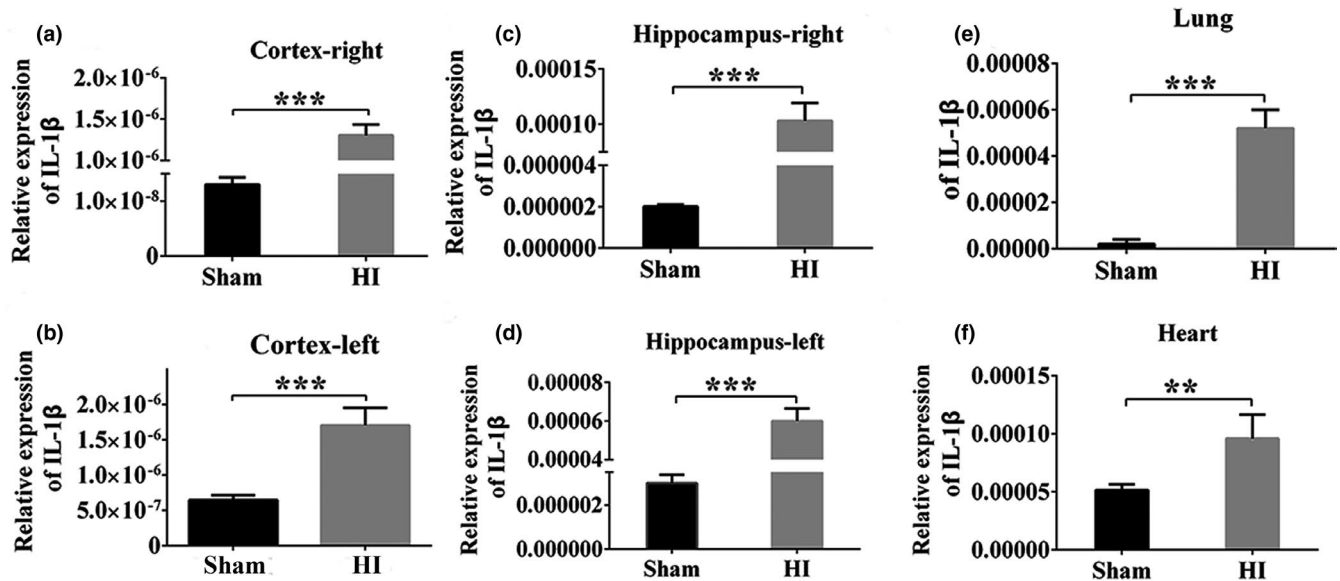 (a)
Cortex-right
Relative expression
of IL-1β
2.0×10⁻⁶
1.5×10⁻⁶
1.0×10⁻⁶
1.0×10⁻⁸
0
***
Sham HI
(c)
Hippocampus-right
Relative expression
of IL-1β
0.00015
0.00010
0.000004
0.000002
0.000000
***
Sham HI
(e)
Lung
of IL-1β
0.00008
0.00006
0.00004
0.00002
0.00000
***
Sham HI
(b)
Cortex-left
Relative expression
of IL-1β
2.0×10⁻⁶
1.5×10⁻⁶
1.0×10⁻⁶
5.0×10⁻⁷
0
***
Sham HI
(d)
Hippocampus-left
Relative expression
of IL-1β
0.00008
0.00006
0.00004
0.000002
0.000000
***
Sham HI
(f)
Heart
Relative expression
of IL-1β
0.00015
0.00010
0.00005
0.00000
**
Sham HI